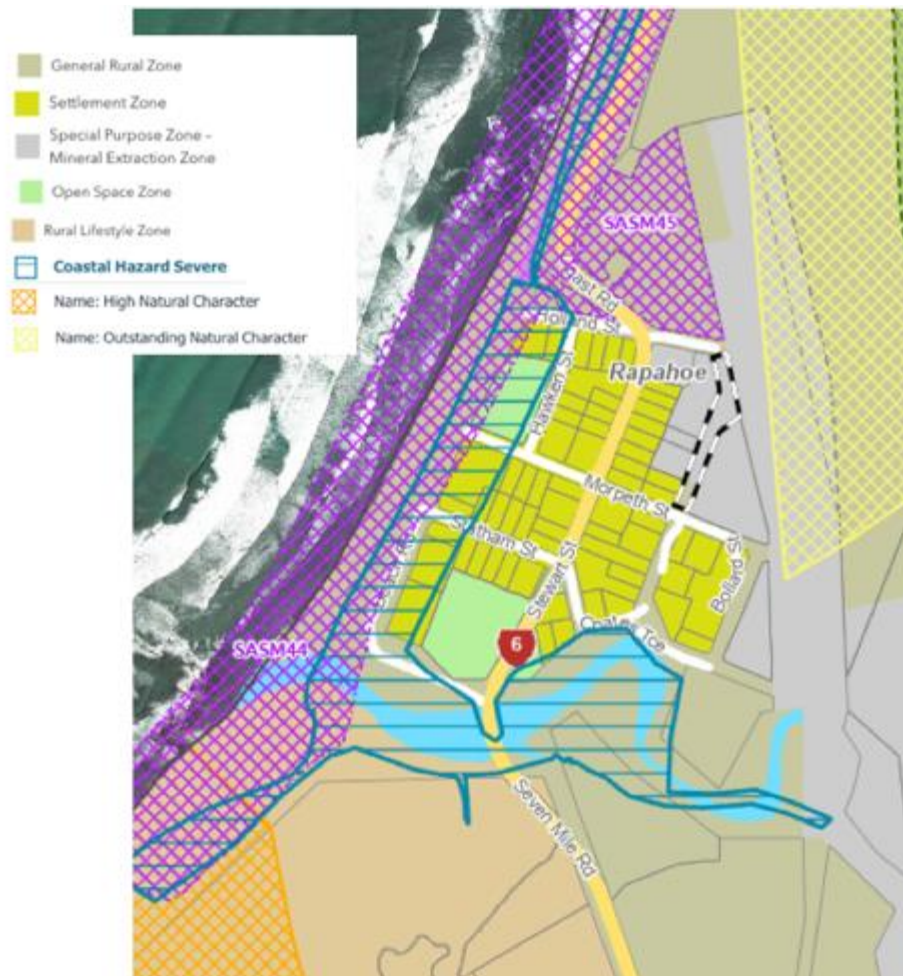 General Rural Zone
Settlement Zone
Special Purpose Zone –
Mineral Extraction Zone
Open Space Zone
Rural Lifestyle Zone
Coastal Hazard Severe
Name: High Natural Character
Name: Outstanding Natural Character
SASM45
Coast Rd
Holland St
Rapahoe
Hawken St
Morpeth St
Statham St
Stewart St
Bollard St
Coates Tce
6
SASM44
Seven Mile Rd